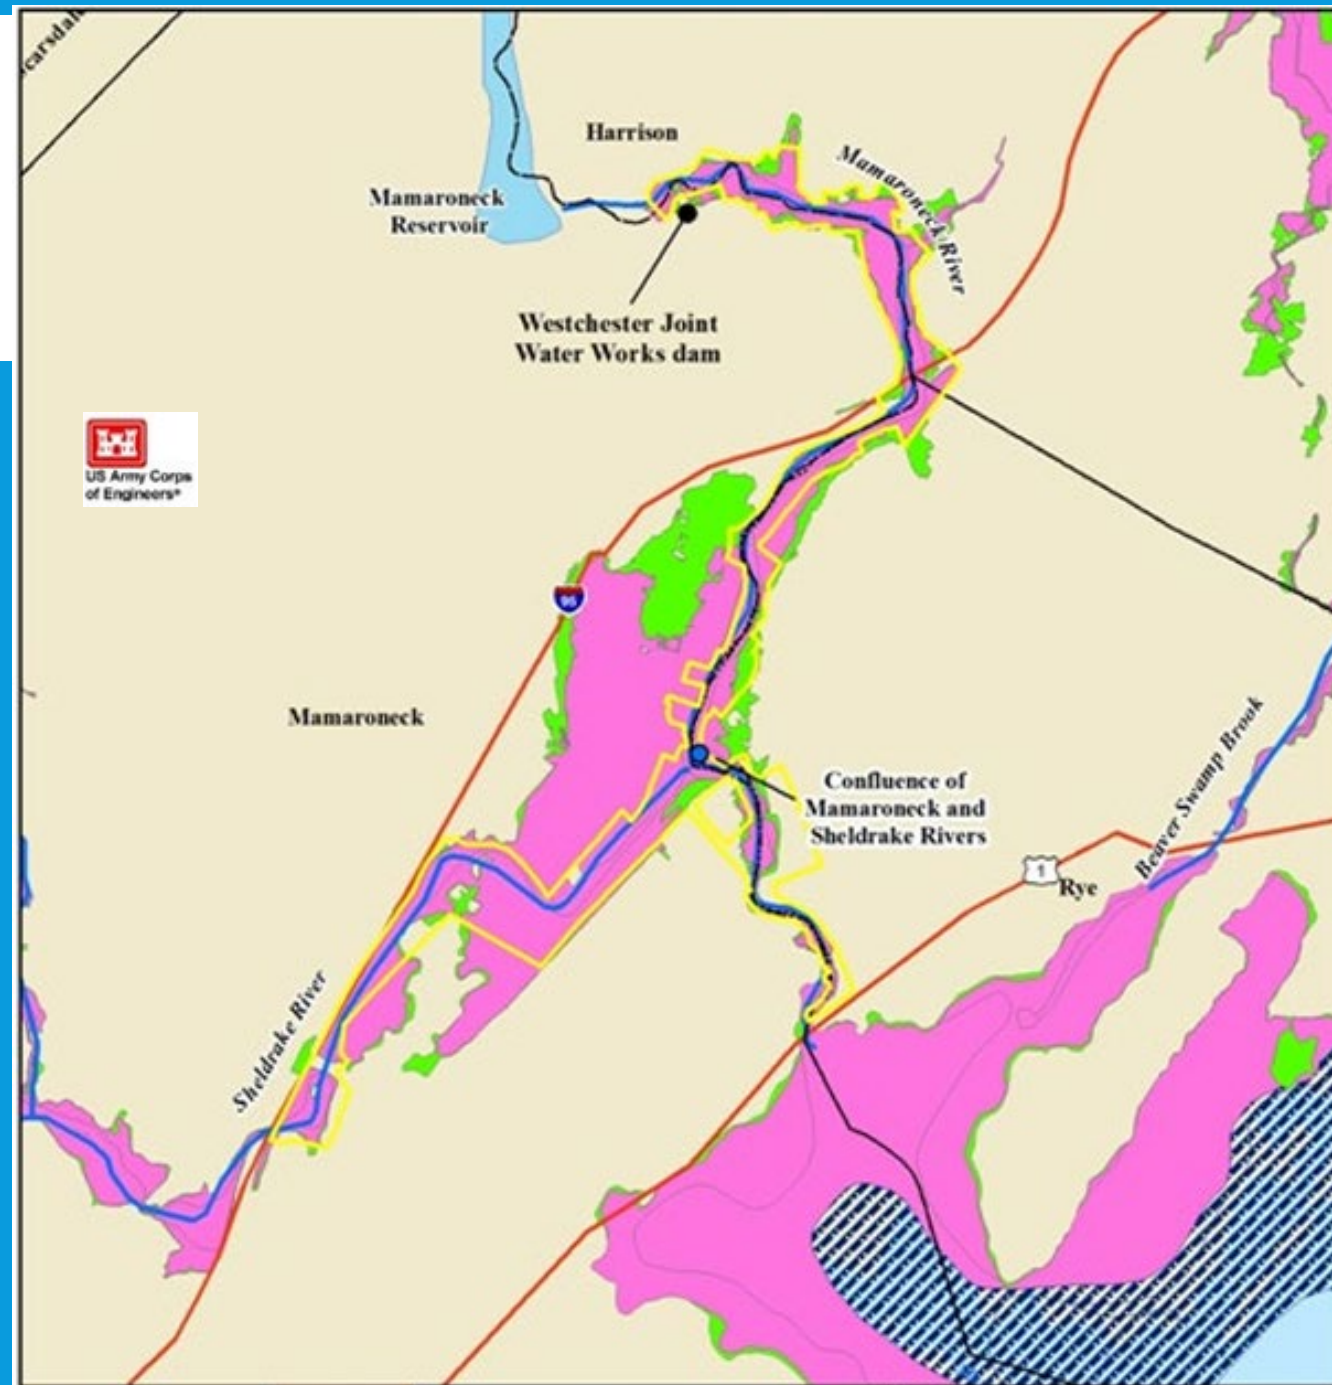 Harrison
Mamaroneck
Reservoir
Mamaroneck River
Westchester Joint
Water Works dam
US Army Corps
of Engineers®
95
Mamaroneck
Confluence of
Mamaroneck and
Sheldrake Rivers
Beaver Swamp Brook
1
Rye
Sheldrake River